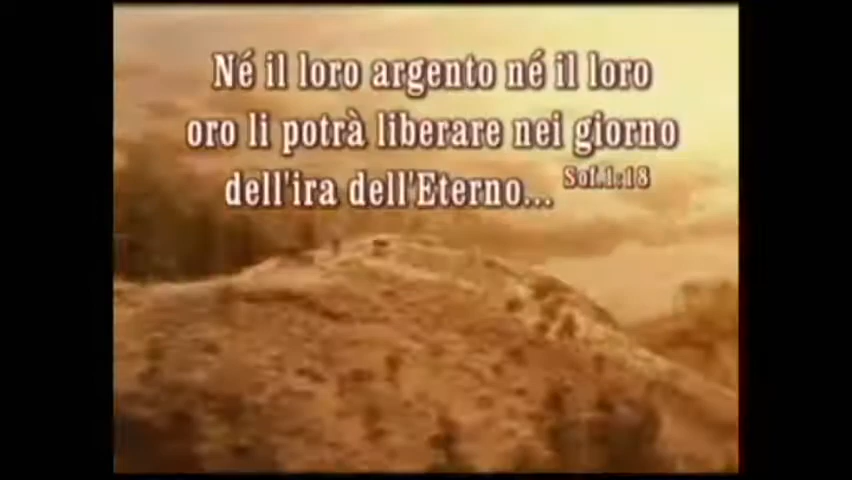 Né il loro argento né il loro
oro li potrà liberare nei giorno
dell'ira dell'Eterno... Sof.1:18